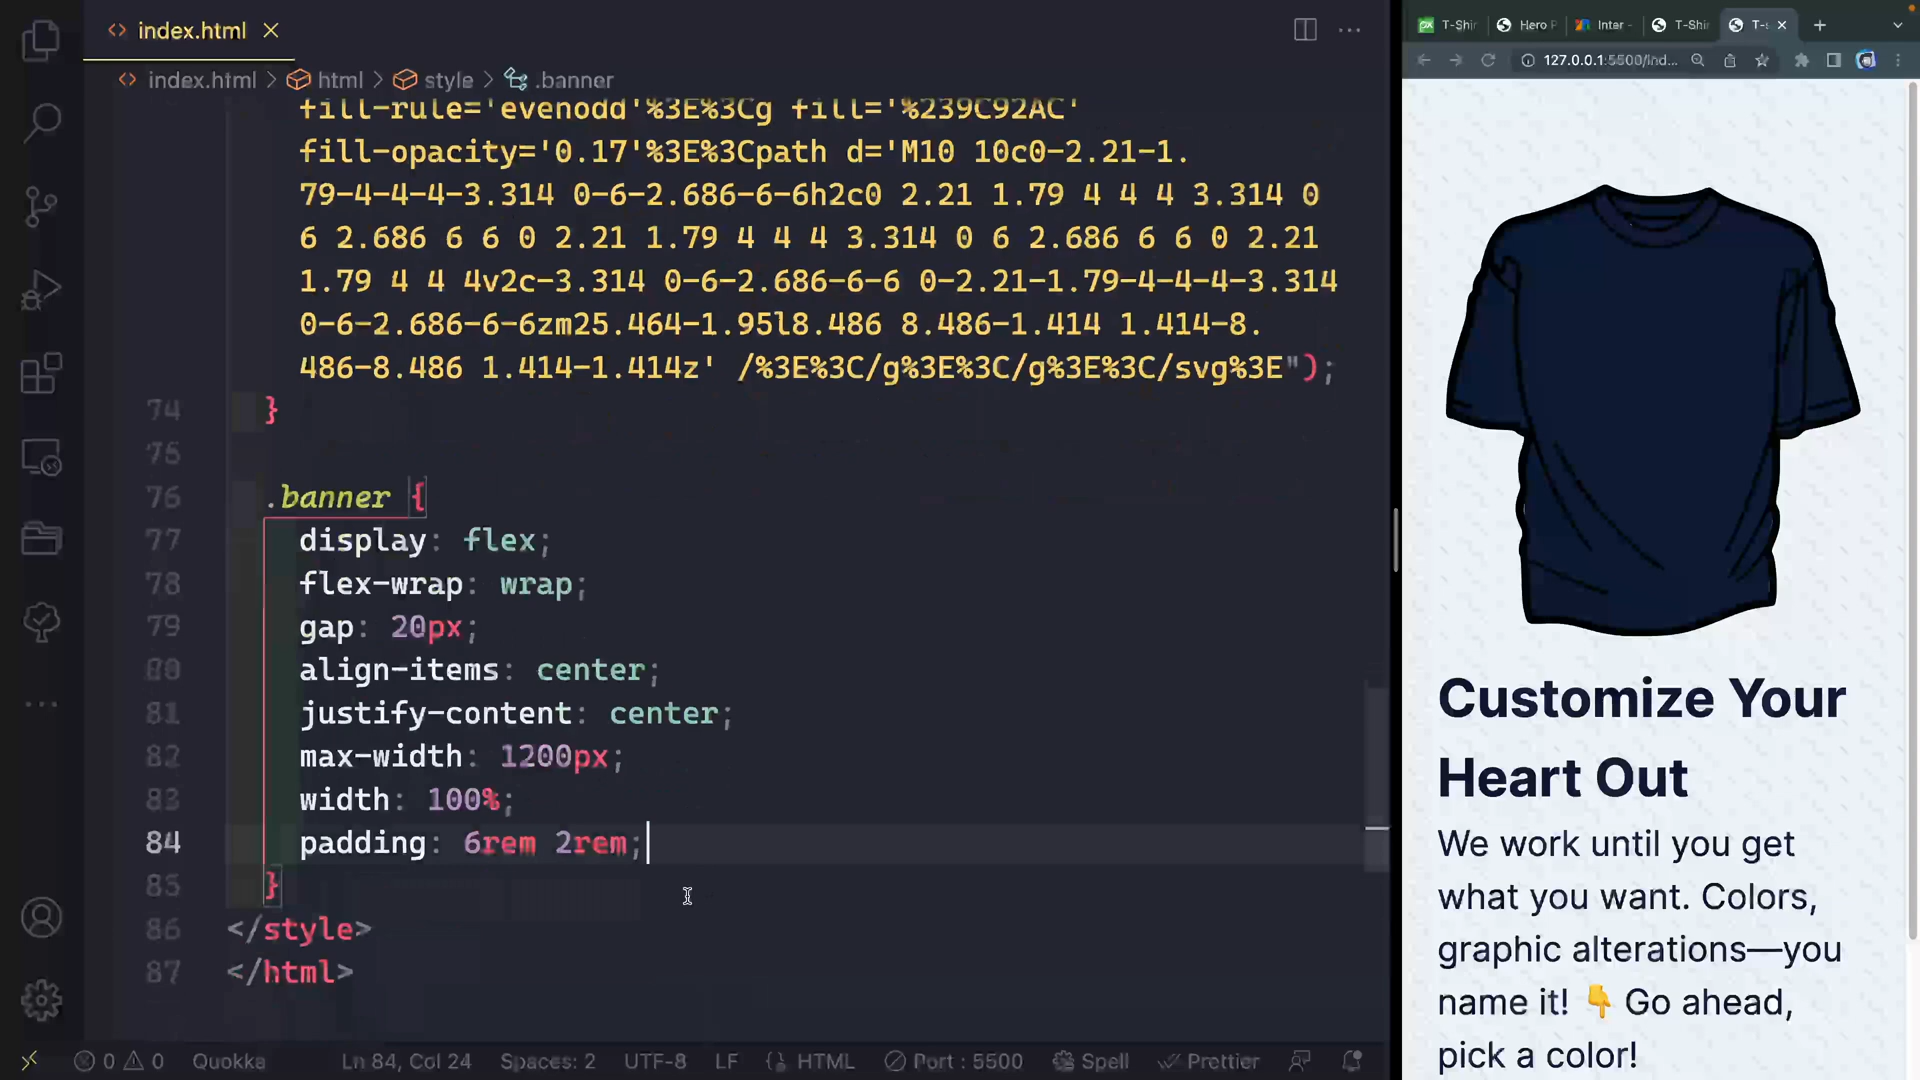 index.html
T-Shir
Hero P
Inter -
T-Shi
T-s
index.html > html > style > .banner
127.0.0.1:5500/ind...
fill-rule='evenodd'%3E%3Cg fill='%239C92AC'
fill-opacity='0.17'%3E%3Cpath d='M10 10c0-2.21-1.
79-4-4-4-3.314 0-6-2.686-6-6h2c0 2.21 1.79 4 4 4 3.314 0
6 2.686 6 6 0 2.21 1.79 4 4 4 3.314 0 6 2.686 6 6 0 2.21
1.79 4 4 4v2c-3.314 0-6-2.686-6-6 0-2.21-1.79-4-4-4-3.314
0-6-2.686-6-6zm25.464-1.95l8.486 8.486-1.414 1.414-8.
486-8.486 1.414-1.414z' /%3E%3C/g%3E%3C/g%3E%3C/svg%3E");
74 }
75
76 .banner {
77 display: flex;
78 flex-wrap: wrap;
79 gap: 20px;
80 align-items: center;
81 justify-content: center;
82 max-width: 1200px;
83 width: 100%;
84 padding: 6rem 2rem;
85 }
86 </style>
87 </html>
Customize Your
Heart Out
We work until you get
what you want. Colors,
graphic alterations—you
name it! 👇 Go ahead,
pick a color!
0 0 Quokka Ln 84, Col 24 Spaces: 2 UTF-8 LF {} HTML Port : 5500 Spell Prettier